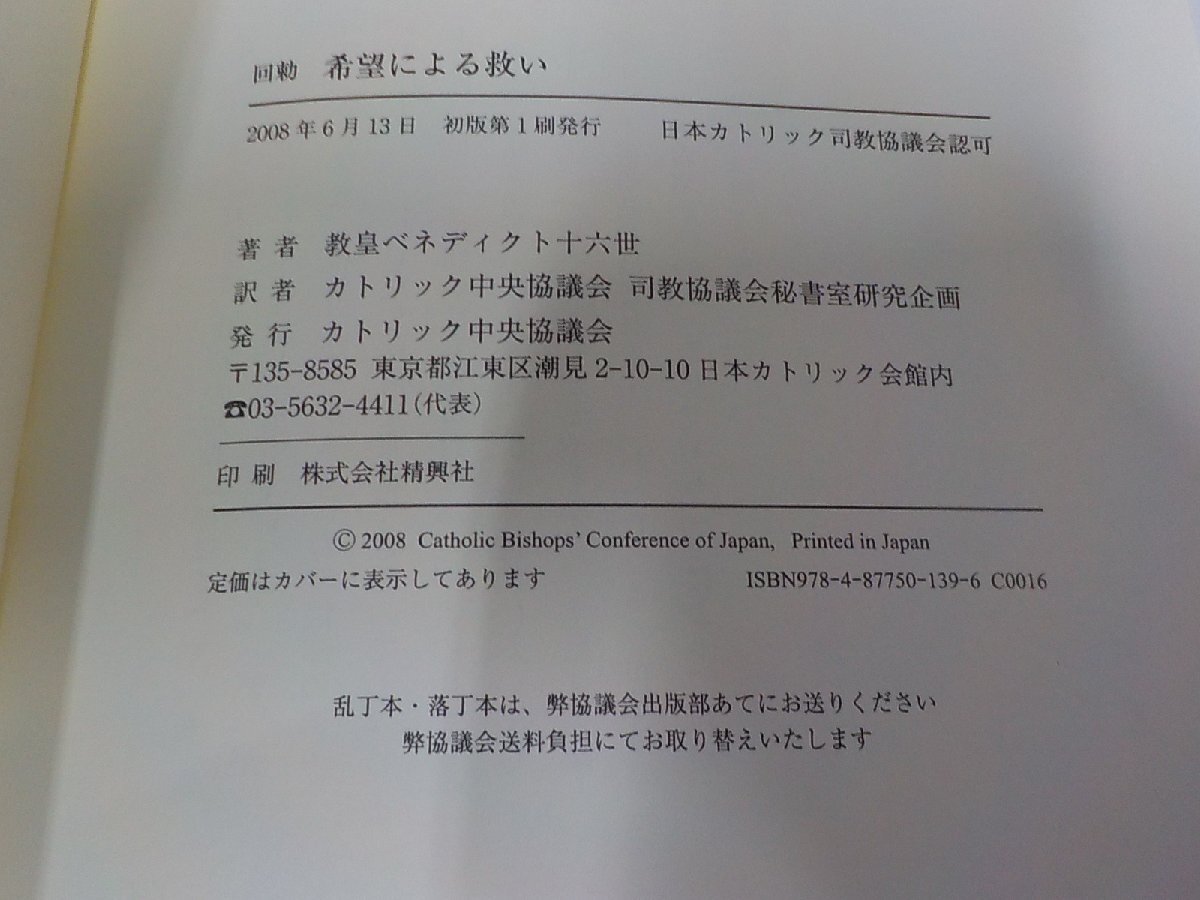 回勅 希望による救い
2008年6月13日 初版第1刷発行 日本カトリック司教協議会認可
著者 教皇ベネディクト十六世
訳者 カトリック中央協議会 司教協議会秘書室研究企画
発行 カトリック中央協議会
〒135-8585 東京都江東区潮見2-10-10日本カトリック会館内
☎03-5632-4411(代表)
印刷 株式会社精興社
© 2008 Catholic Bishops' Conference of Japan, Printed in Japan
定価はカバーに表示してあります ISBN978-4-87750-139-6 C0016
乱丁本・落丁本は、弊協議会出版部あてにお送りください
弊協議会送料負担にてお取り替えいたします